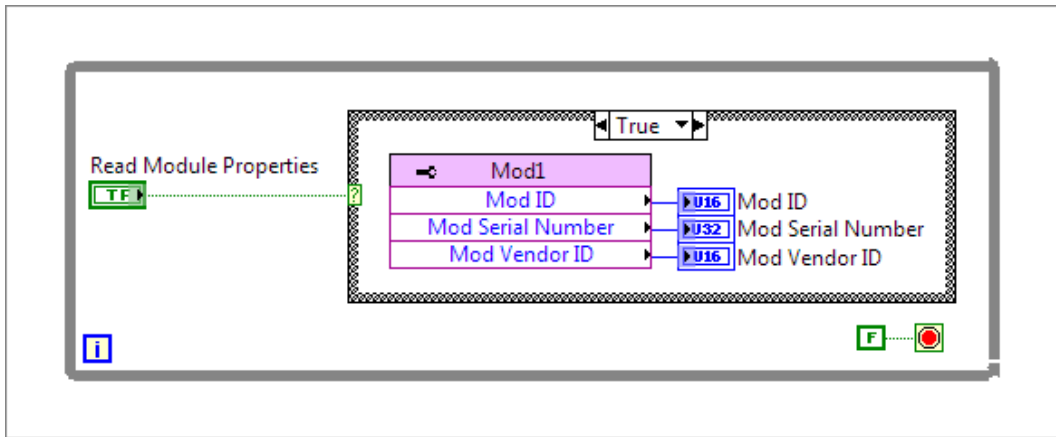 True
Read Module Properties
TF
?
Mod1
Mod ID
U16 Mod ID
Mod Serial Number
U32 Mod Serial Number
Mod Vendor ID
U16 Mod Vendor ID
i
F